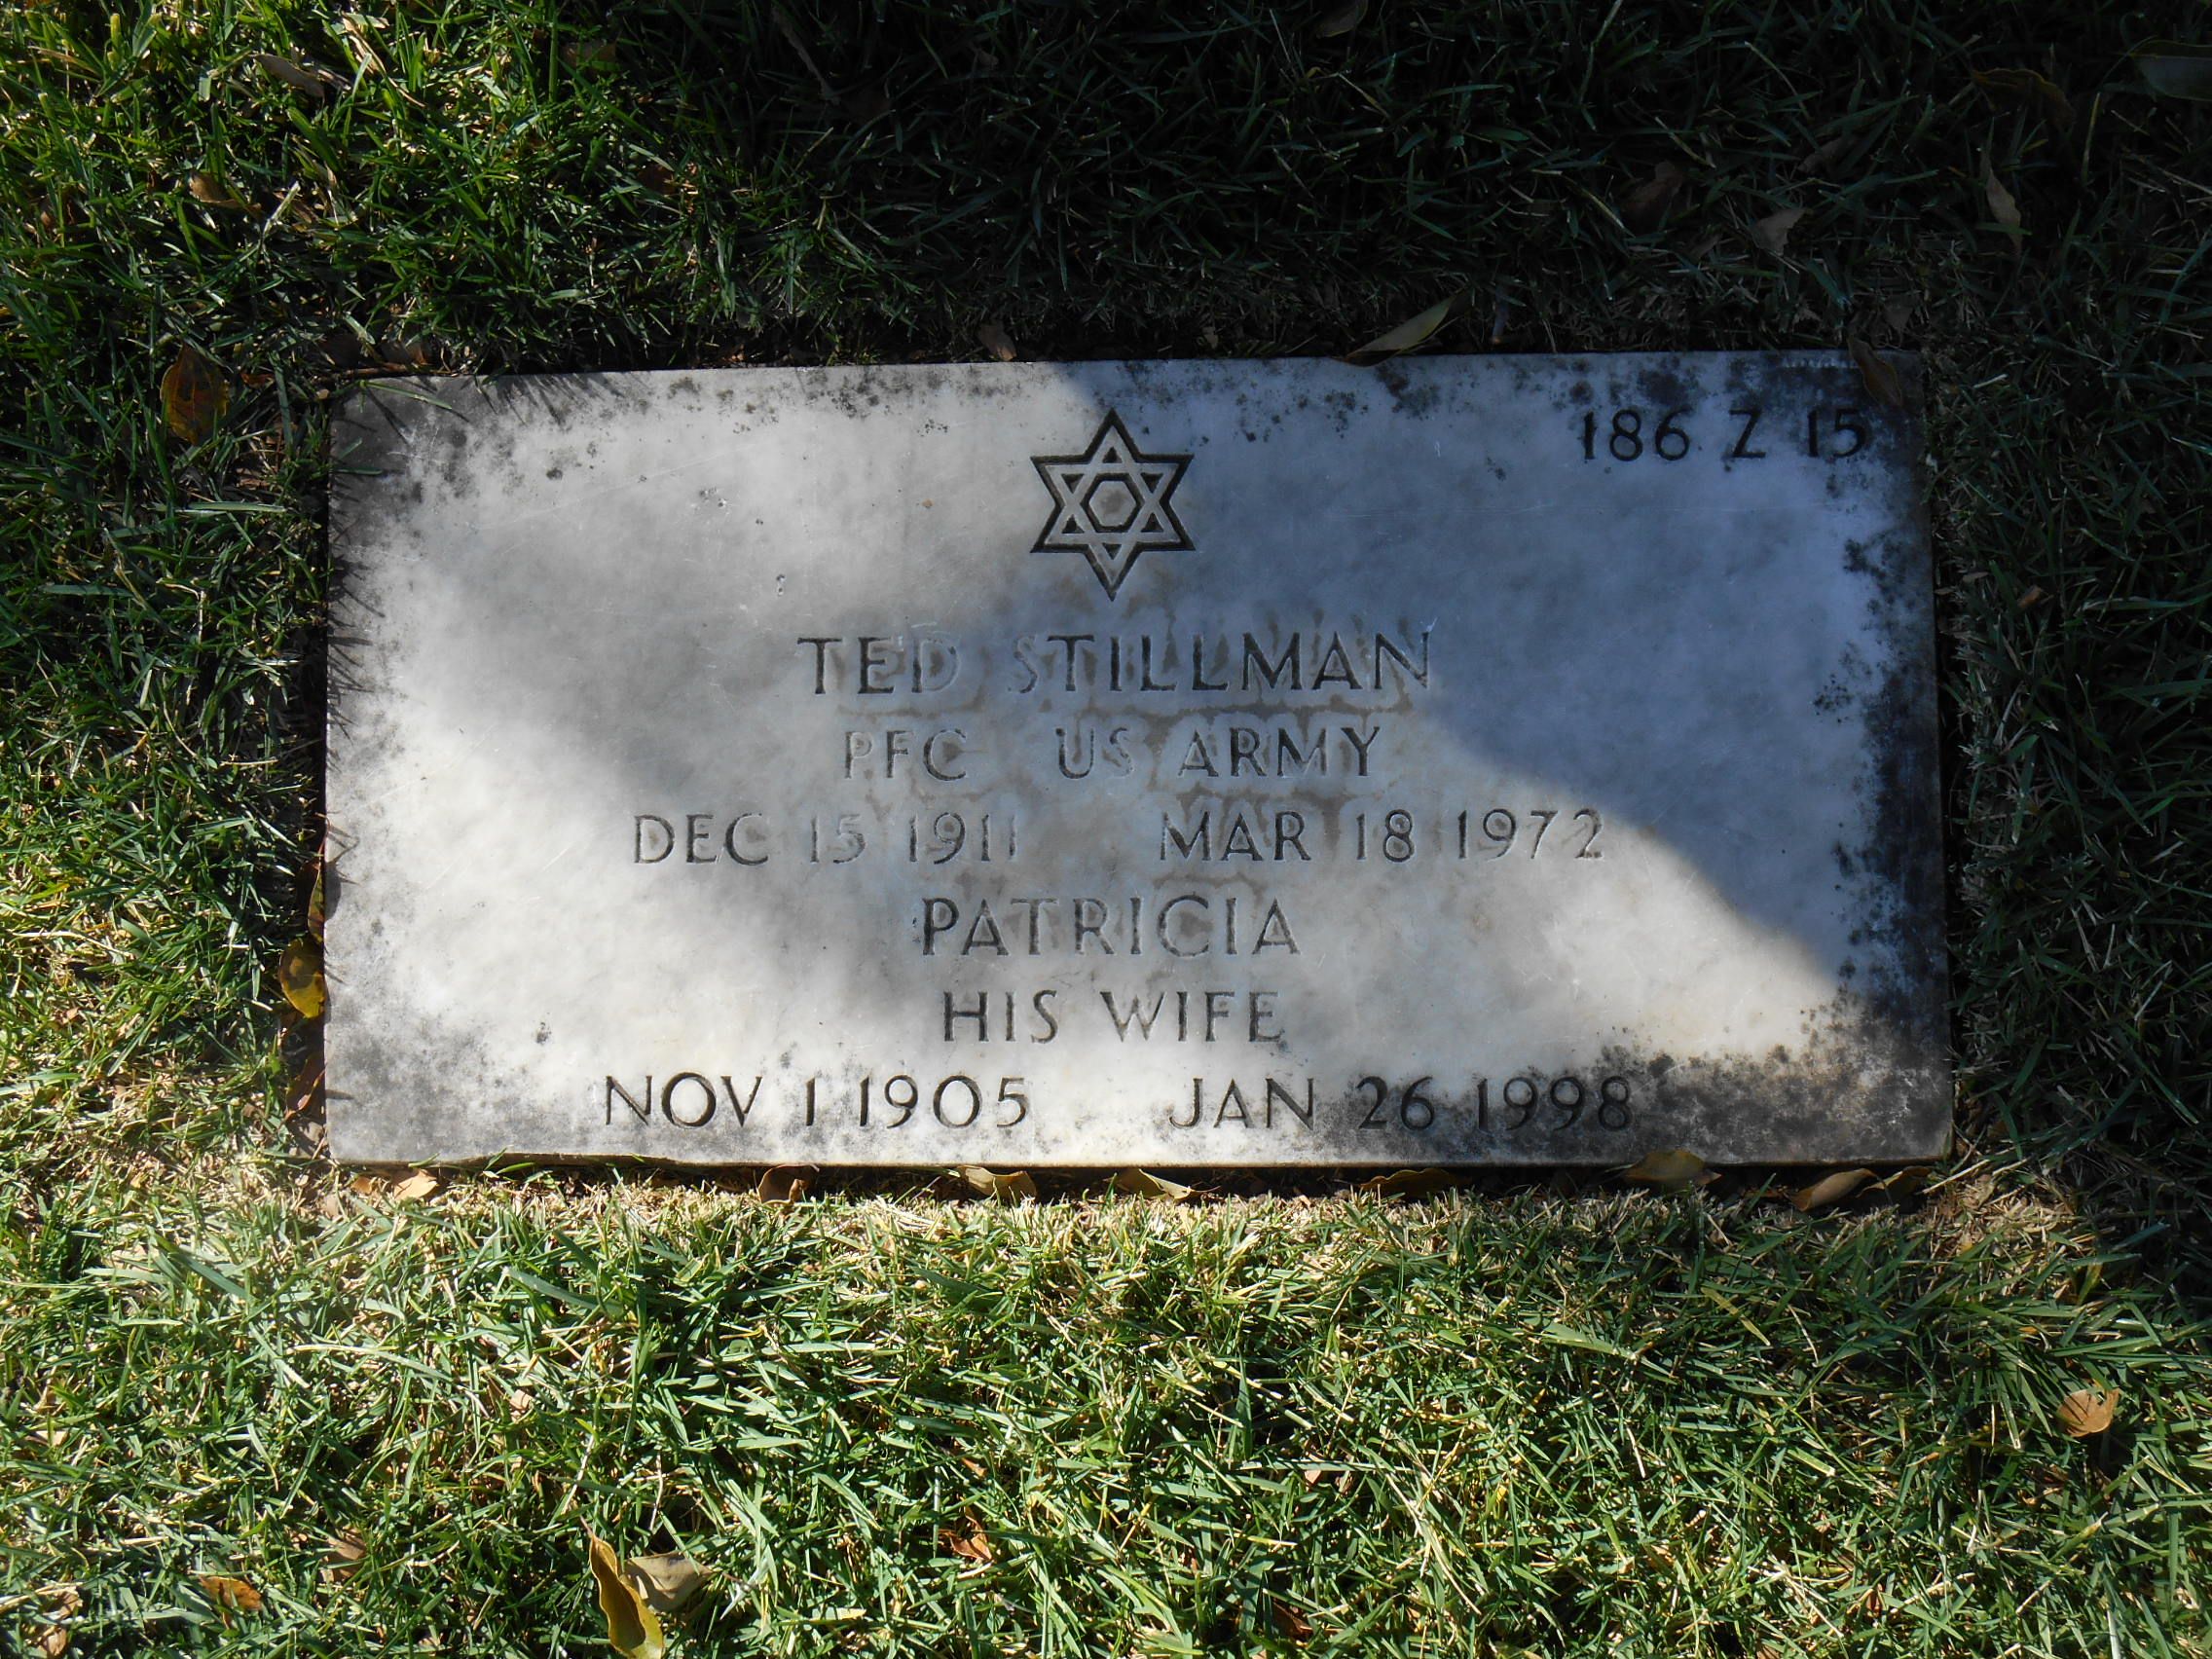 186 Z 15
TED STILLMAN
PFC US ARMY
DEC 15 1911 MAR 18 1972
PATRICIA
HIS WIFE
NOV 1 1905 JAN 26 1998